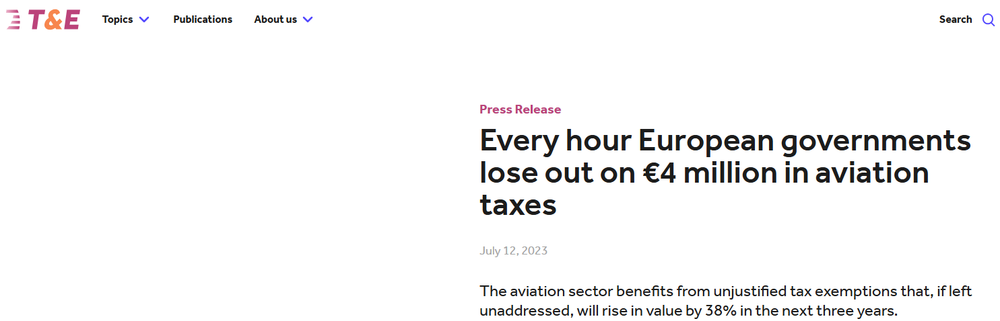 T&E
Topics
Publications
About us
Search
Press Release
Every hour European governments
lose out on €4 million in aviation
taxes
July 12, 2023
The aviation sector benefits from unjustified tax exemptions that, if left
unaddressed, will rise in value by 38% in the next three years.